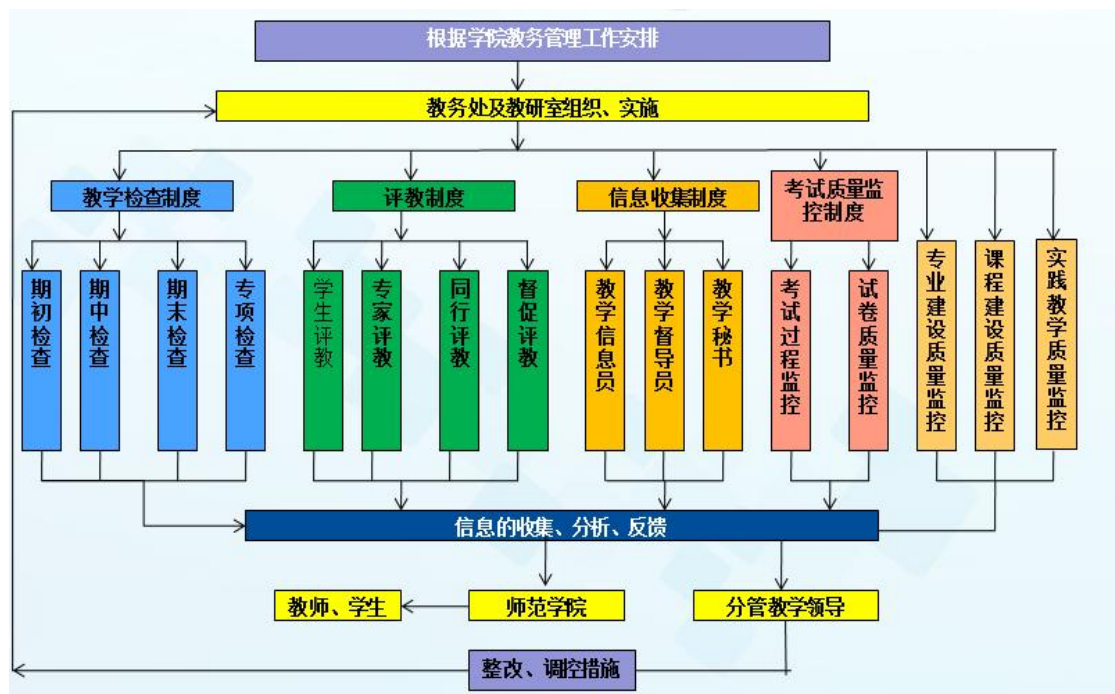 根据学院教务管理工作安排
教务处及教研室组织、实施
教学检查制度
评教制度
信息收集制度
考试质量监
控制度
期初检查
期中检查
期末检查
专项检查
学生评教
专家评教
同行评教
督促评教
教学信息员
教学督导员
教学秘书
考试过程监控
试卷质量监控
专业建设质量监控
课程建设质量监控
实践教学质量监控
信息的收集、分析、反馈
教师、学生
师范学院
分管教学领导
整改、调控措施